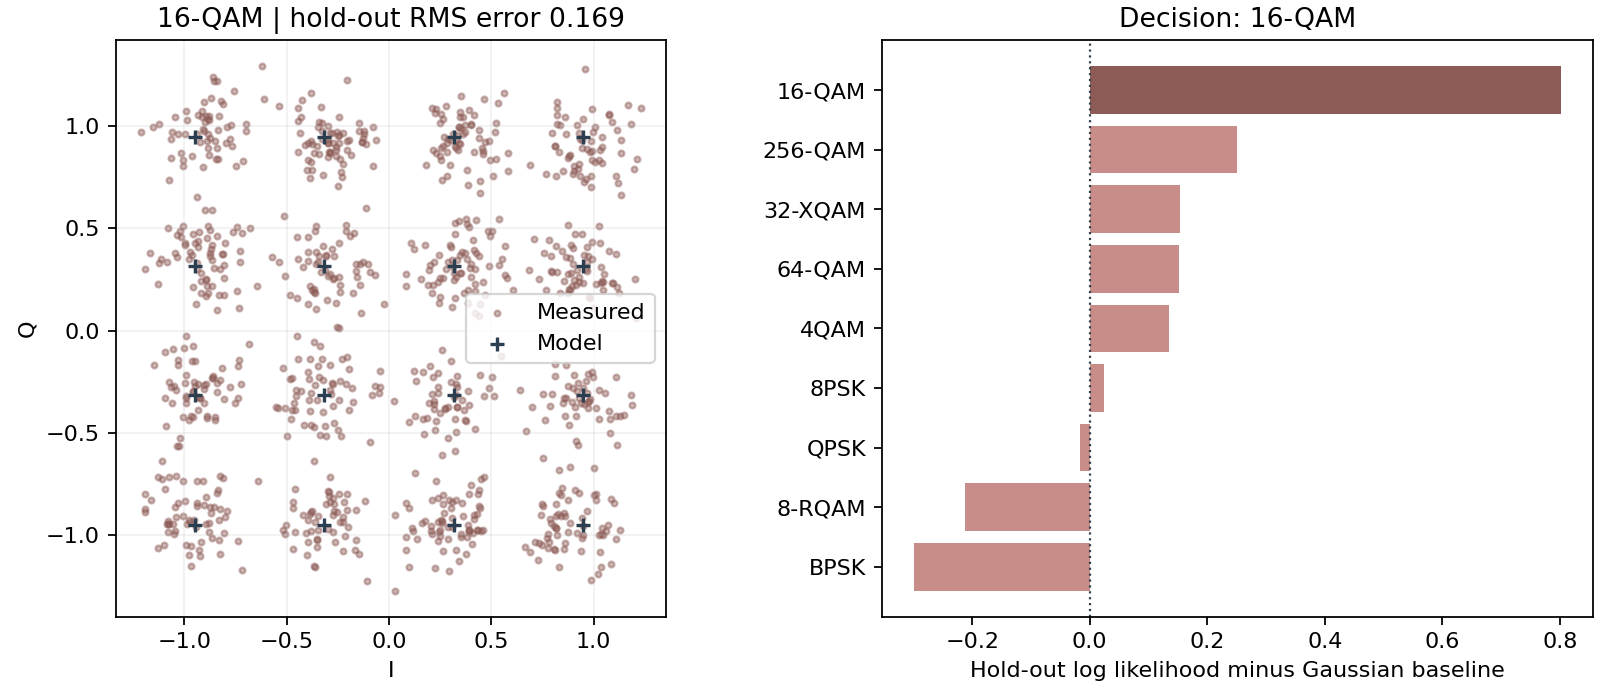 16-QAM | hold-out RMS error 0.169
1.0
0.5
0.0
−0.5
−1.0
Q
Measured
Model
−1.0 −0.5 0.0 0.5 1.0
I
Decision: 16-QAM
16-QAM
256-QAM
32-XQAM
64-QAM
4QAM
8PSK
QPSK
8-RQAM
BPSK
−0.2 0.0 0.2 0.4 0.6 0.8
Hold-out log likelihood minus Gaussian baseline